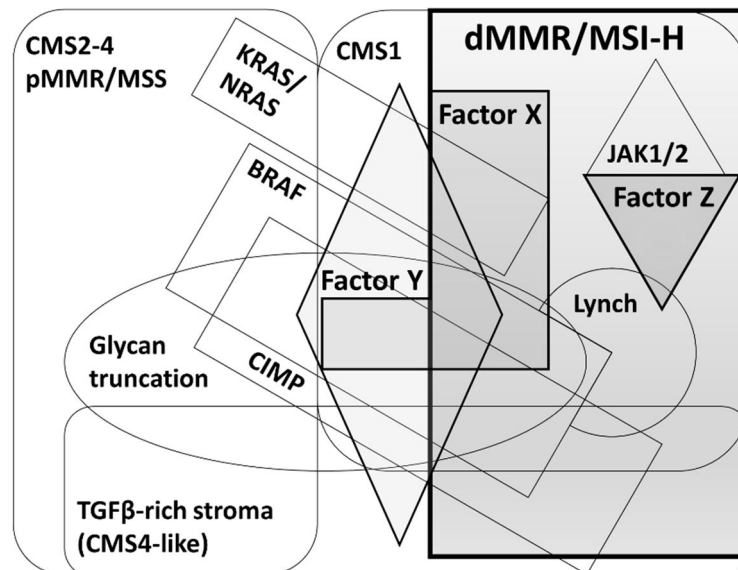 CMS2-4
pMMR/MSS
KRAS/
NRAS
CMS1
dMMR/MSI-H
Factor X
JAK1/2
Factor Z
BRAF
Factor Y
Lynch
Glycan
truncation
CIMP
TGFβ-rich stroma
(CMS4-like)